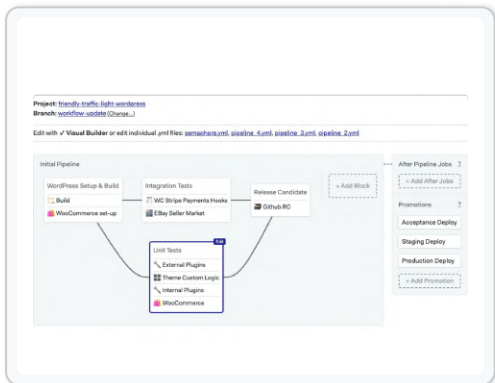 Project: friendly-traffic-light-wordpress
Branch: workflow-update (Change...)
Edit with √ Visual Builder or edit individual .yml files: semaphore.yml, pipeline_4.yml, pipeline_3.yml, pipeline_2.yml
Initial Pipeline
WordPress Setup & Build
Build
WooCommerce set-up
Integration Tests
WC Stripe Payments Hooks
EBay Seller Market
Release Candidate
Github RC
+ Add Block
Unit Tests
External Plugins
Theme Custom Logic
Internal Plugins
WooCommerce
After Pipeline Jobs ?
+ Add After Jobs
Promotions ?
Acceptance Deploy
Staging Deploy
Production Deploy
+ Add Promotion